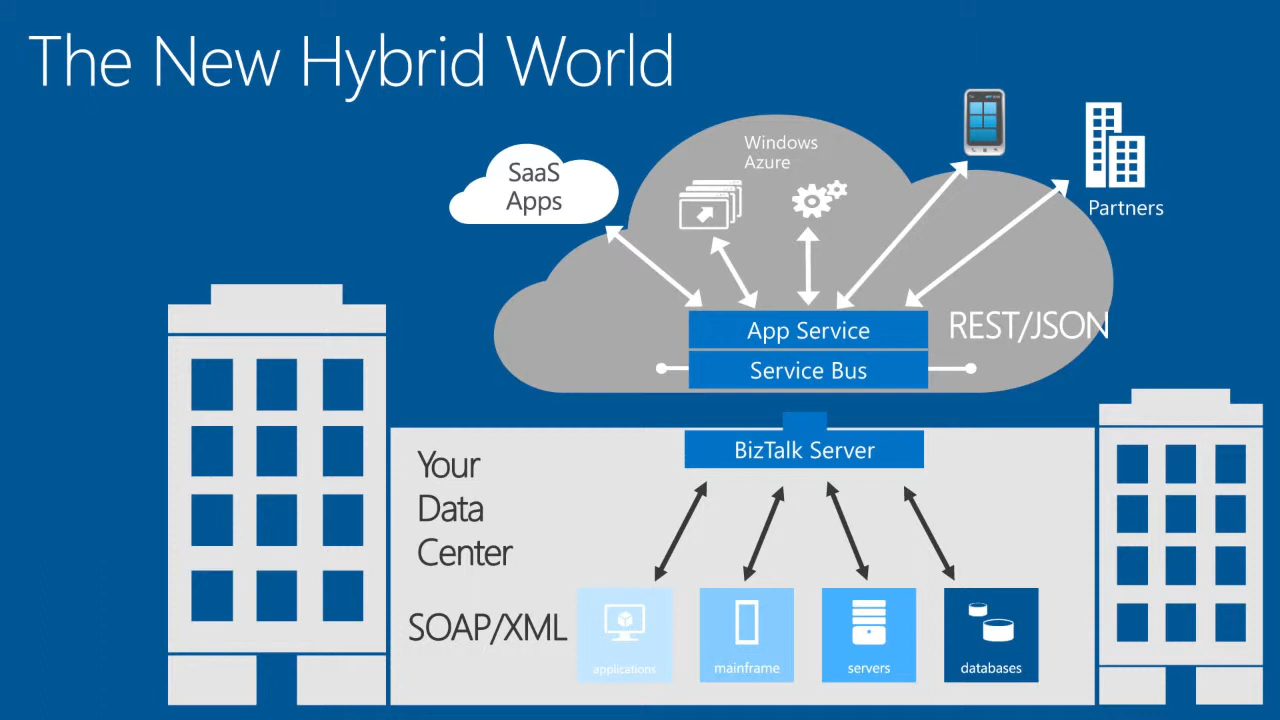 The New Hybrid World
Windows
Azure
SaaS
Apps
Partners
App Service
REST/JSON
Service Bus
BizTalk Server
Your
Data
Center
SOAP/XML
applications
mainframe
servers
databases